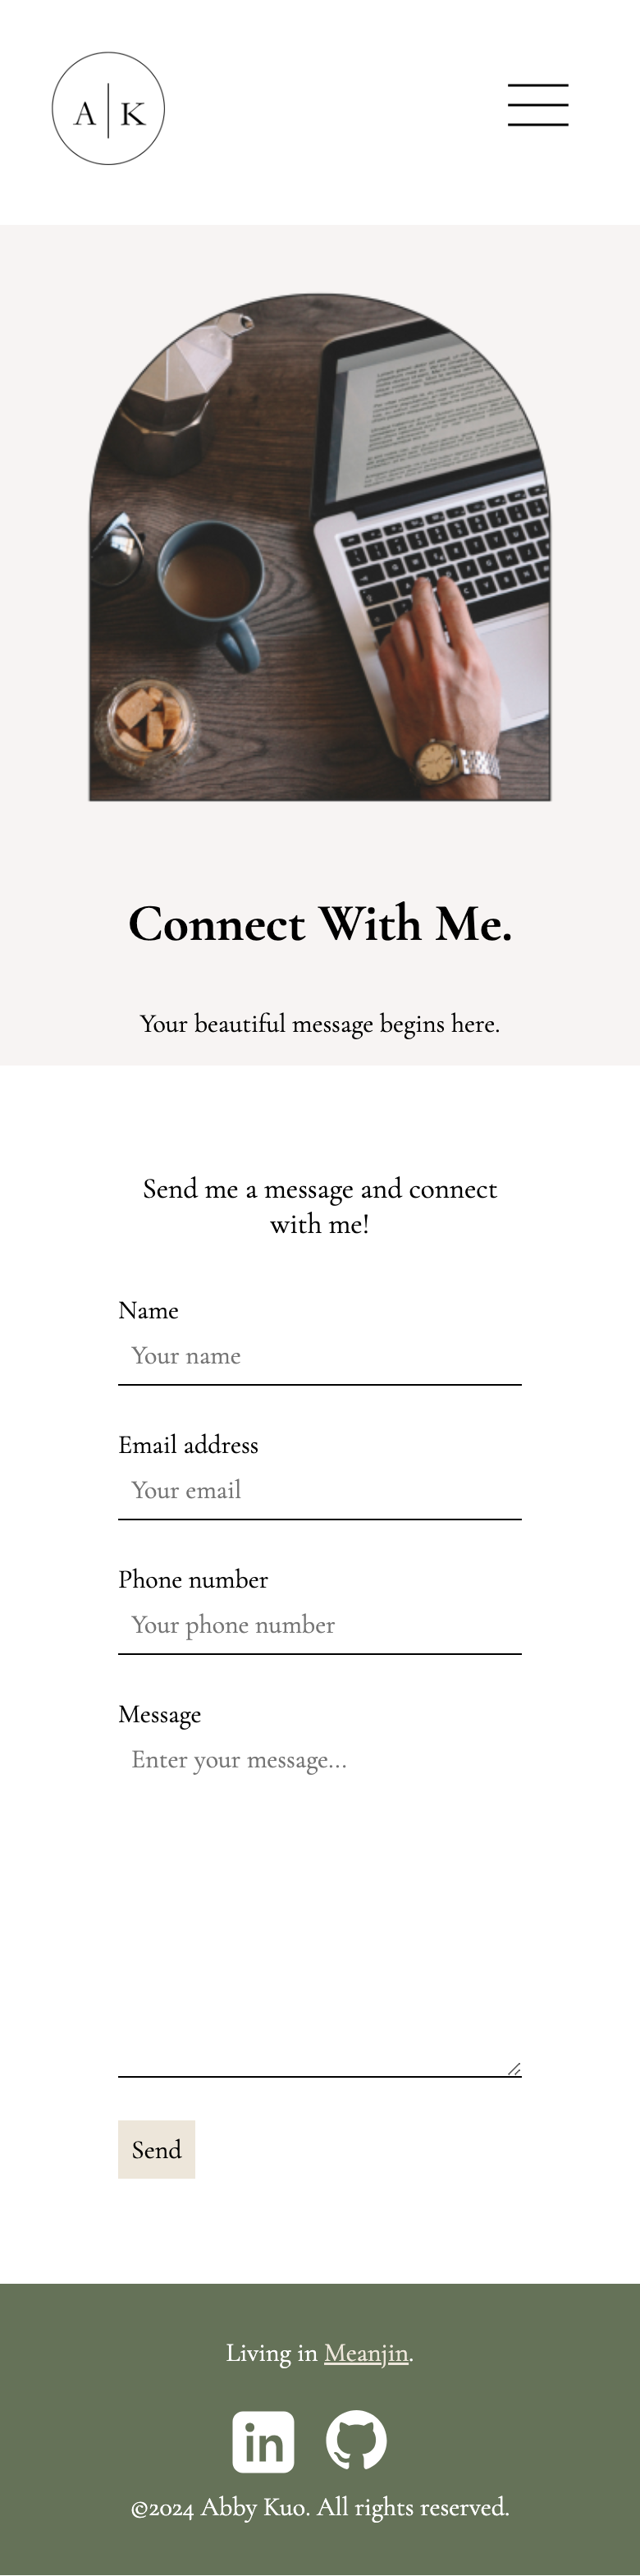 A | K
Connect With Me.
Your beautiful message begins here.
Send me a message and connect
with me!
Name
Your name
Email address
Your email
Phone number
Your phone number
Message
Enter your message...
Send
Living in Meanjin.
in
©2024 Abby Kuo. All rights reserved.